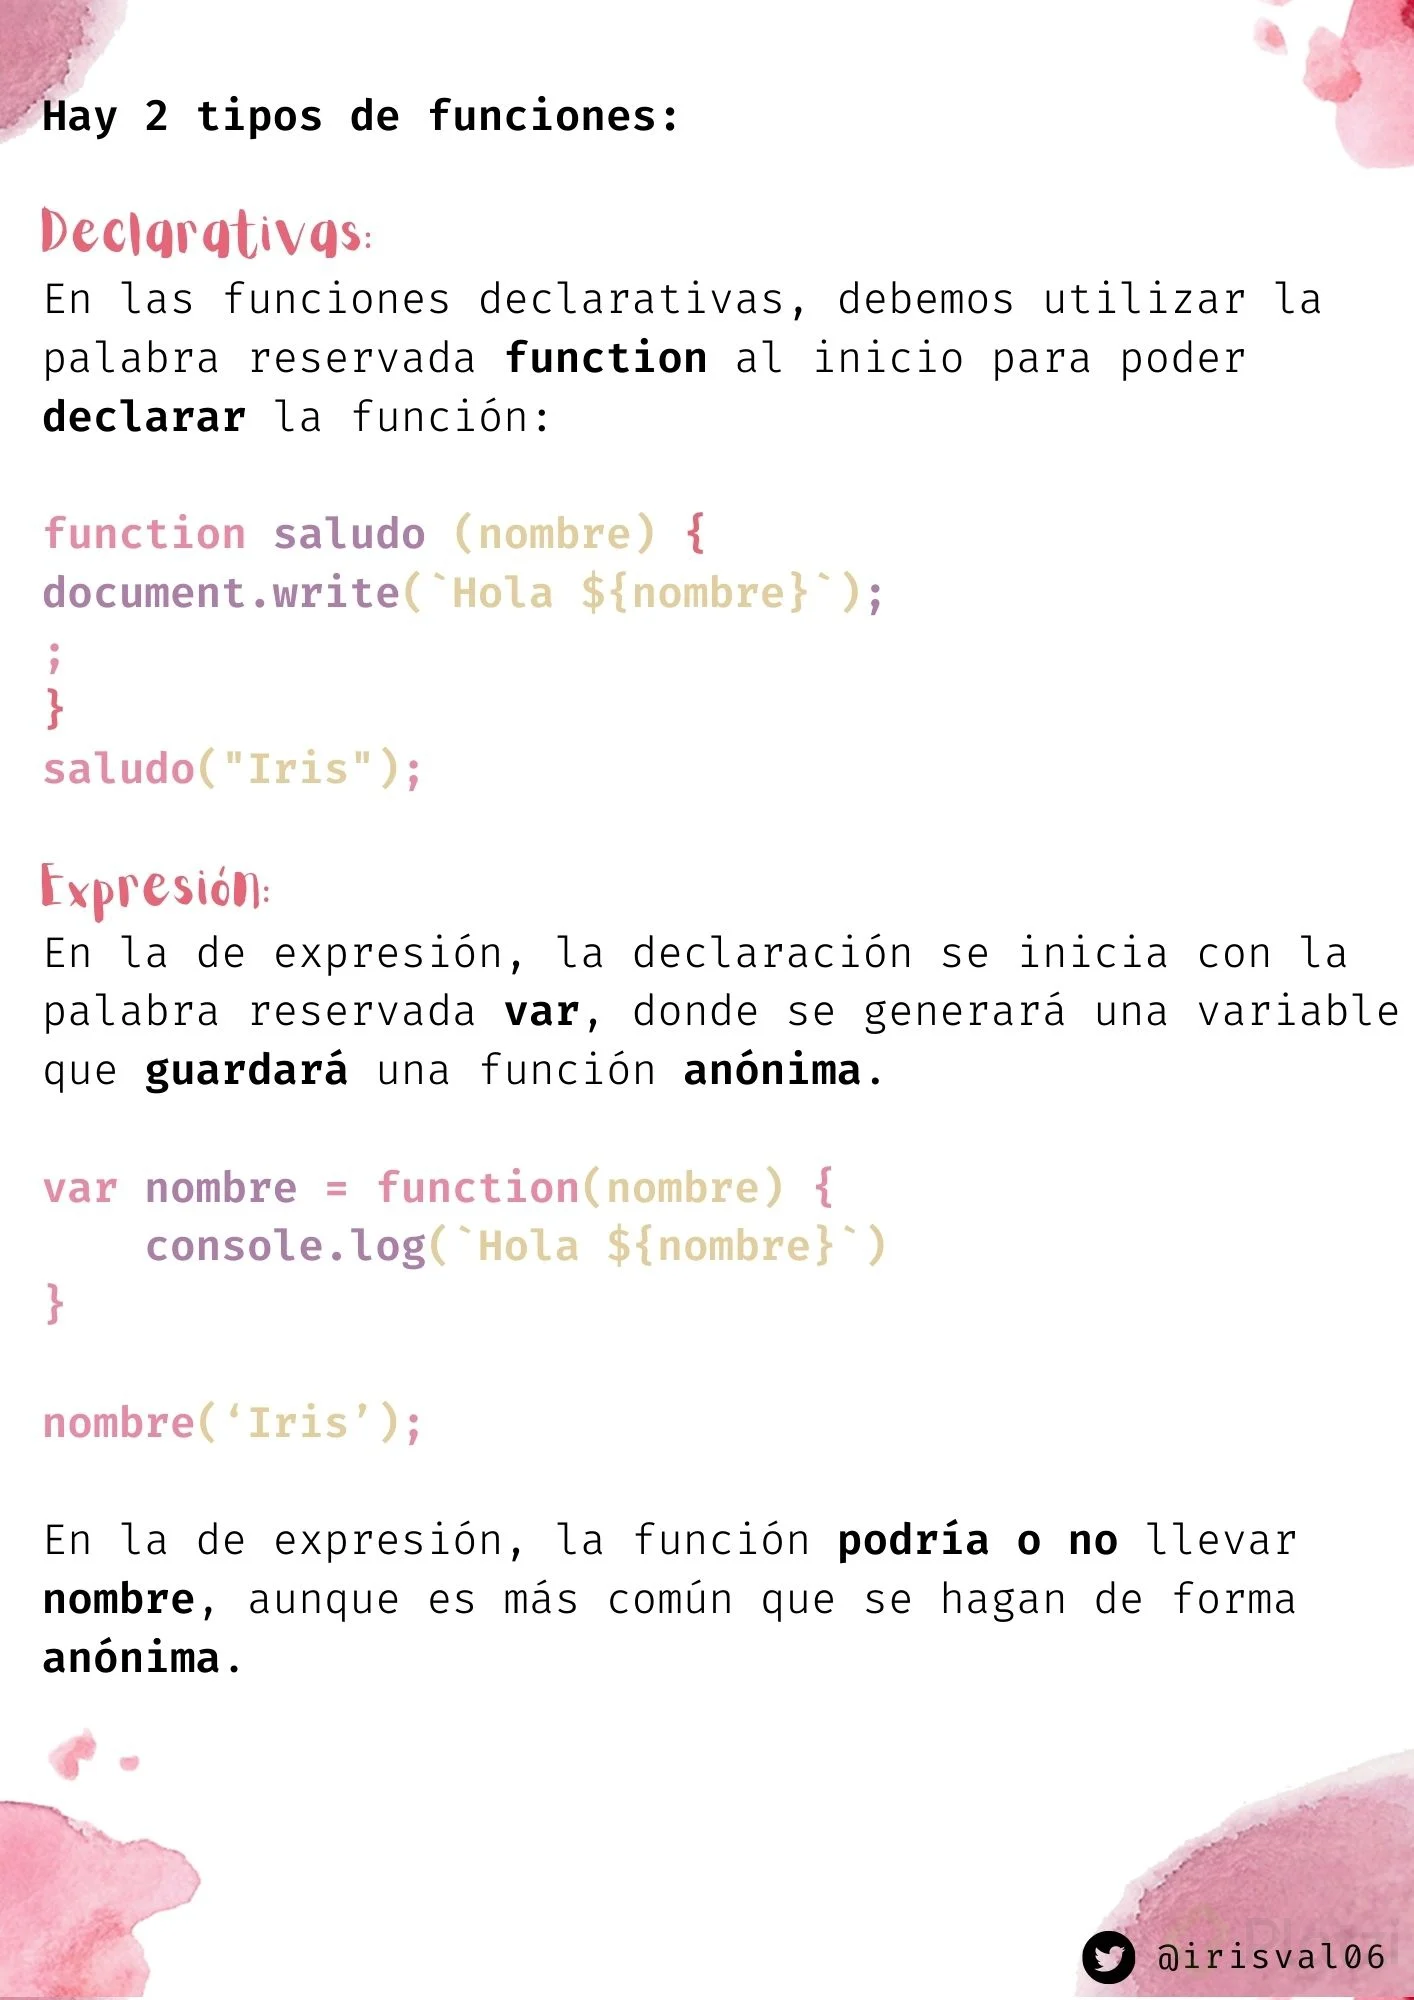 Hay 2 tipos de funciones:
Declarativas:
En las funciones declarativas, debemos utilizar la
palabra reservada function al inicio para poder
declarar la función:
function saludo (nombre) {
document.write(`Hola ${nombre}`);
;
}
saludo("Iris");
Expresión:
En la de expresión, la declaración se inicia con la
palabra reservada var, donde se generará una variable
que guardará una función anónima.
var nombre = function(nombre) {
    console.log(`Hola ${nombre}`)
}
nombre(‘Iris’);
En la de expresión, la función podría o no llevar
nombre, aunque es más común que se hagan de forma
anónima.
@irisval06